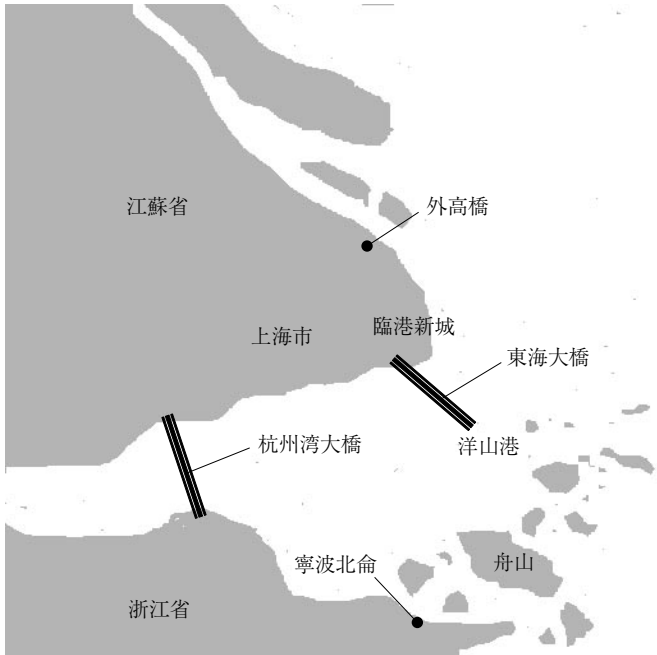 江蘇省
外高橋
臨港新城
上海市
東海大橋
杭州湾大橋
洋山港
寧波北侖
舟山
浙江省